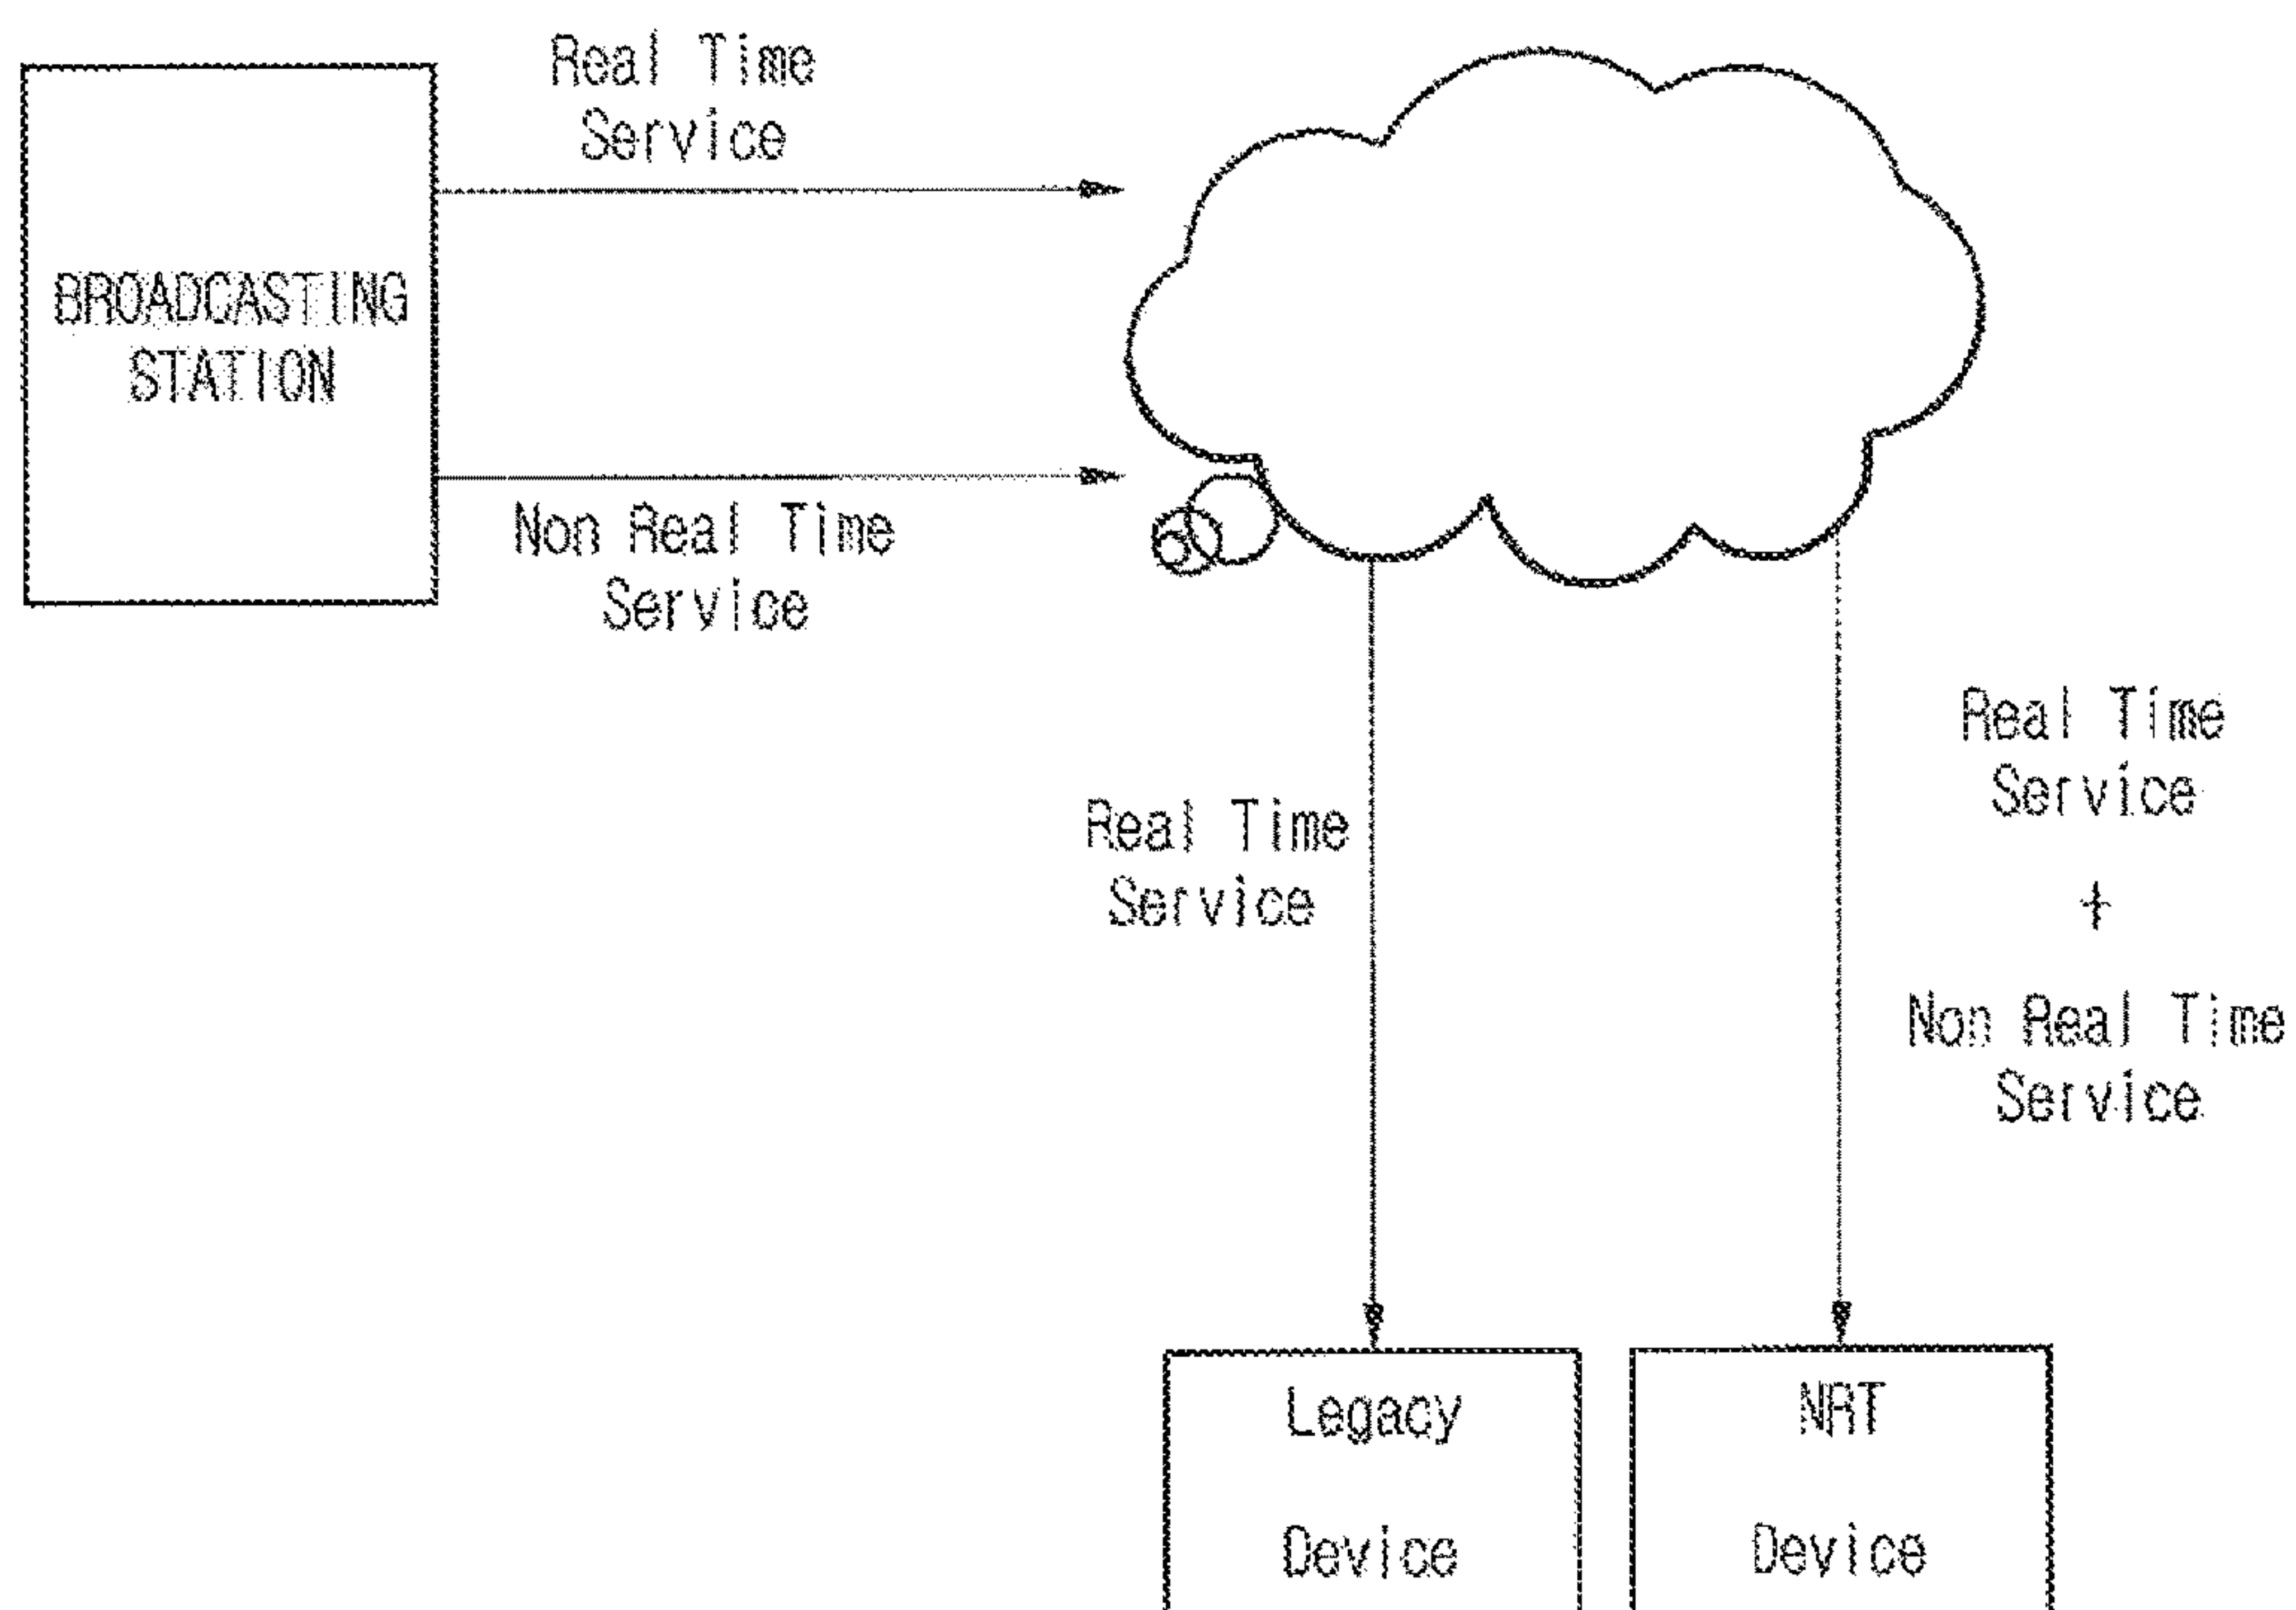 Real Time
Service
BROADCASTING
STATION
Non Real Time
Service
Real Time
Service
Real Time
Service
+
Non Real Time
Service
Legacy
Device
NRT
Device